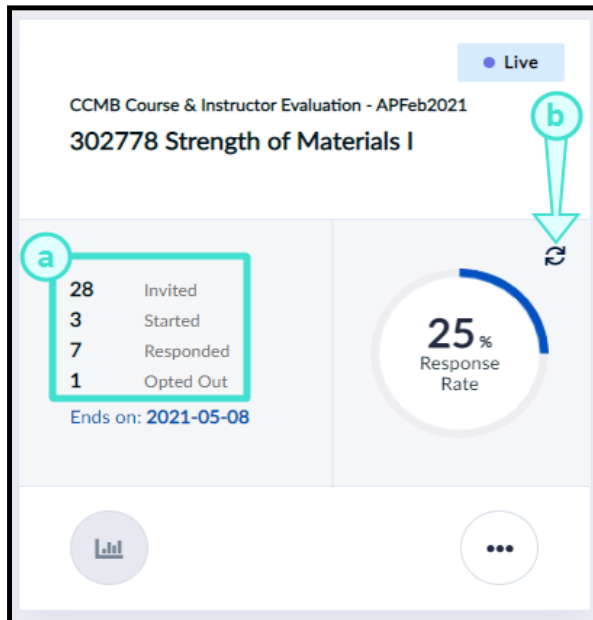 Live
CCMB Course & Instructor Evaluation - APFeb2021
b
302778 Strength of Materials I
a
28 Invited
3 Started
7 Responded
1 Opted Out
Ends on: 2021-05-08
25 %
Response
Rate